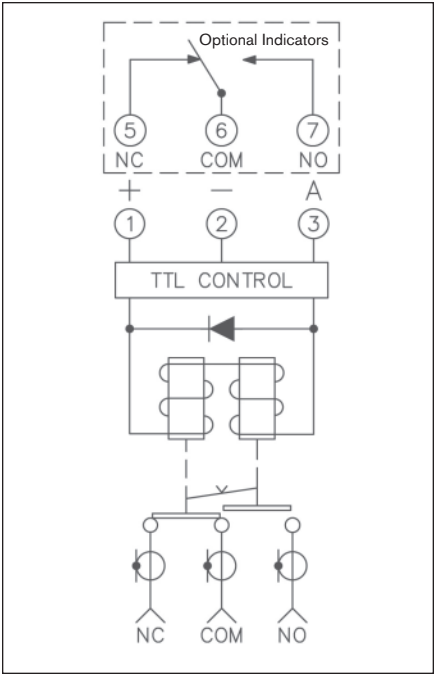 Optional Indicators
5 6 7
NC COM NO
+ − A
1 2 3
TTL CONTROL
NC COM NO